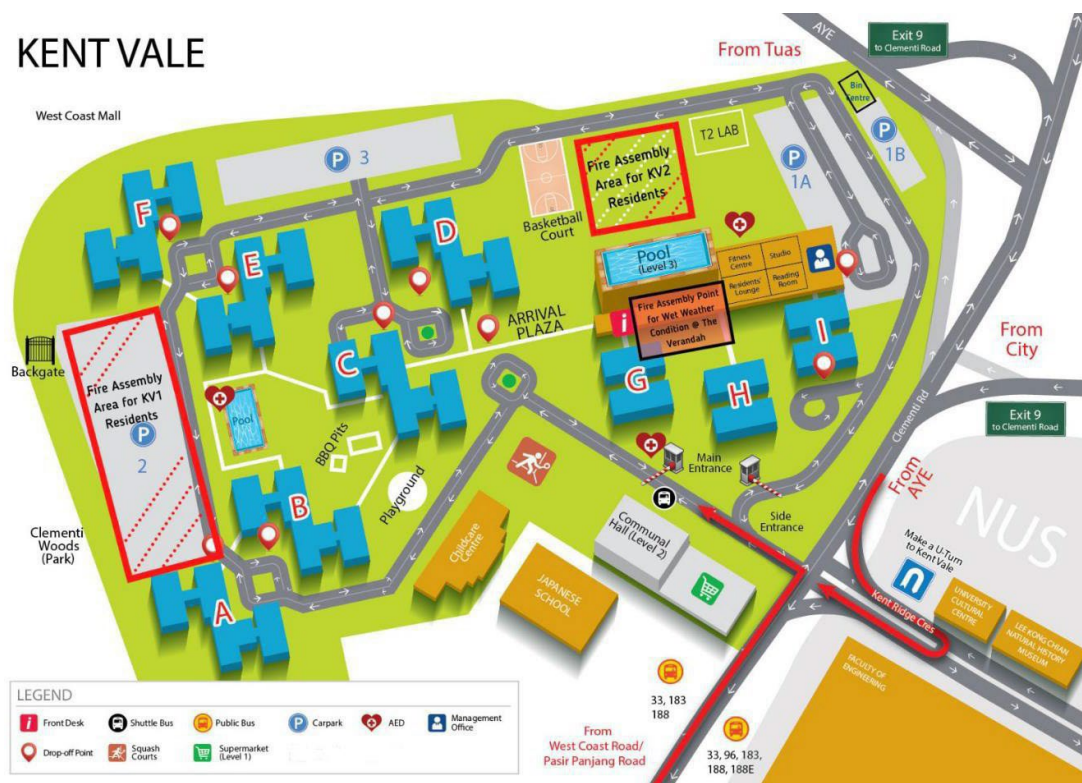 KENT VALE
West Coast Mall
From Tuas
AYE
Exit 9
to Clementi Road
Bin
Centre
P 3
T2 LAB
P
1A
P
1B
Basketball
Court
Fire Assembly
Area for KV2
Residents
F
E
D
C
Pool
(Level 3)
Fitness
Centre
Studio
Residents'
Lounge
Reading
Room
Fire Assembly Point
for Wet Weather
Condition @ The
Verandah
i
ARRIVAL
PLAZA
G
H
I
From
City
Clementi Rd
Exit 9
to Clementi Road
Backgate
Fire Assembly
Area for KV1
Residents
P
2
Pool
BBQ Pits
Playground
B
A
Clementi
Woods
(Park)
Main
Entrance
Side
Entrance
From
AYE
NUS
Make a U-Turn
to Kent Vale
Kent Ridge Cres
UNIVERSITY
CULTURAL
CENTRE
LEE KONG CHIAN
NATURAL HISTORY
MUSEUM
FACULTY OF
ENGINEERING
Childcare
Centre
JAPANESE
SCHOOL
Communal
Hall (Level 2)
33, 183
188
33, 96, 183,
188, 188E
From
West Coast Road/
Pasir Panjang Road
LEGEND
i Front Desk
Shuttle Bus
Public Bus
P Carpark
AED
Management
Office
Drop-off Point
Squash
Courts
Supermarket
(Level 1)